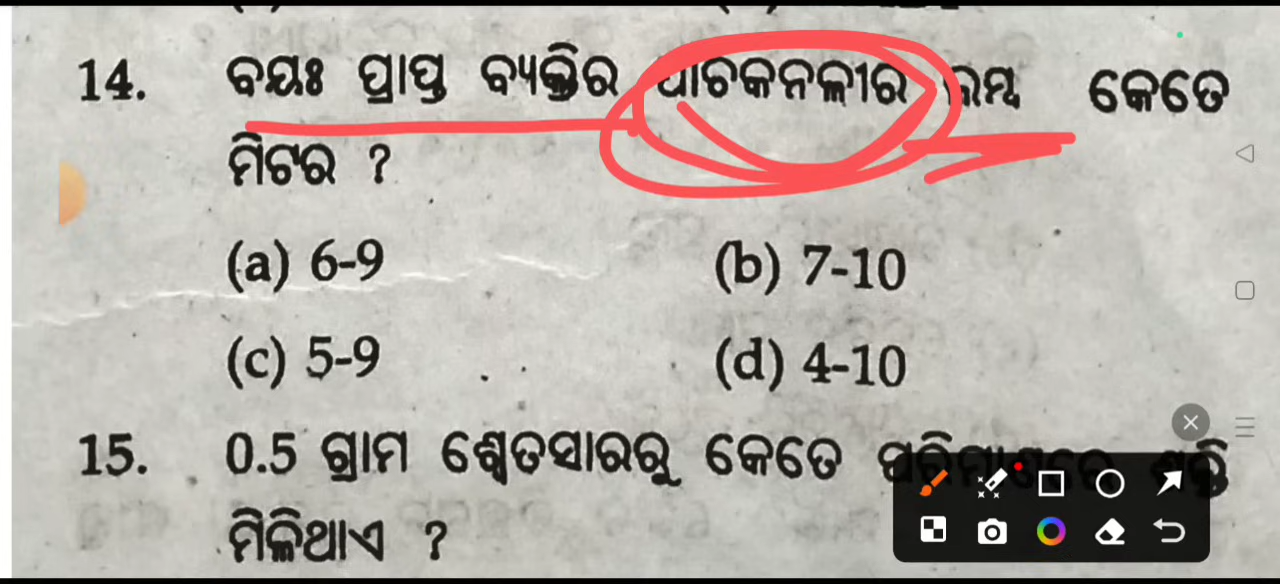 14. ବୟଃ ପ୍ରାପ୍ତ ବ୍ୟକ୍ତିର ପାଚକନଳୀର ଲମ୍ବ କେତେ
ମିଟର ?
(a) 6-9 (b) 7-10
(c) 5-9 (d) 4-10
15. 0.5 ଗ୍ରାମ ଶ୍ୱେତସାରରୁ କେତେ
ମିଳିଥାଏ ?